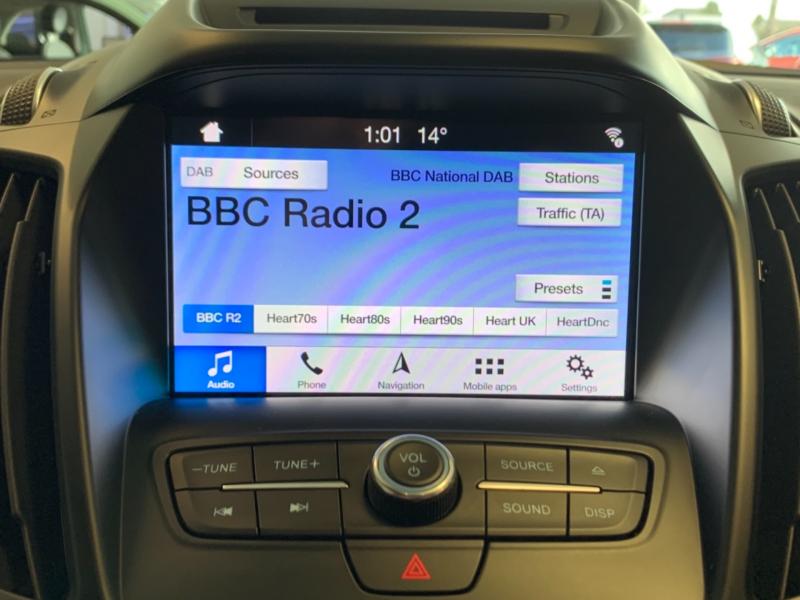 1:01 14°
DAB Sources
BBC National DAB
Stations
BBC Radio 2
Traffic (TA)
Presets
BBC R2 Heart70s Heart80s Heart90s Heart UK HeartDnc
Audio Phone Navigation Mobile apps Settings
−TUNE TUNE+ VOL SOURCE
SOUND DISP